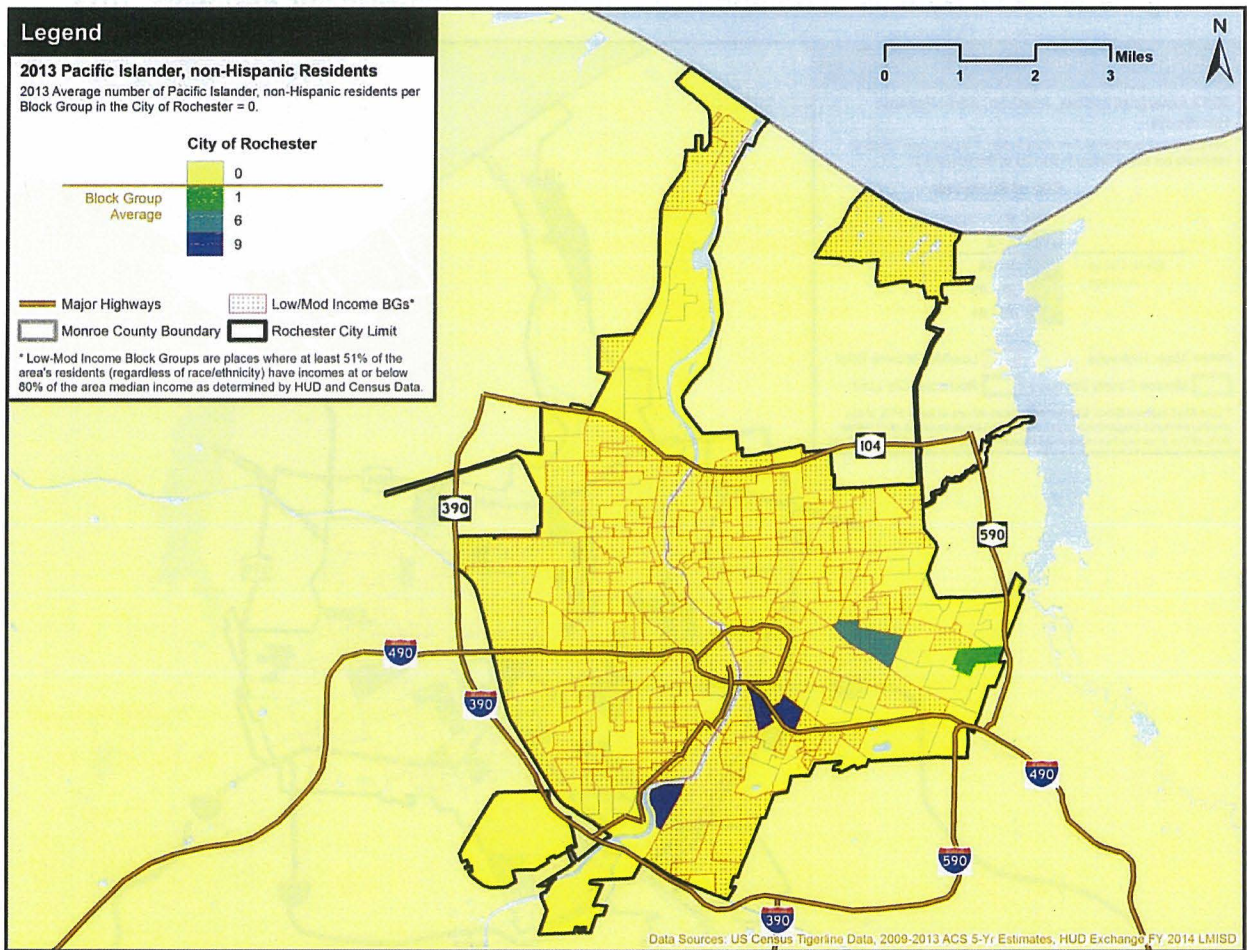 Legend
2013 Pacific Islander, non-Hispanic Residents
2013 Average number of Pacific Islander, non-Hispanic residents per
Block Group in the City of Rochester = 0.
City of Rochester
0
Block Group
Average
1
6
9
Major Highways
Low/Mod Income BGs*
Monroe County Boundary
Rochester City Limit
* Low-Mod Income Block Groups are places where at least 51% of the
area's residents (regardless of race/ethnicity) have incomes at or below
80% of the area median income as determined by HUD and Census Data.
N
Miles
0 1 2 3
104
390
590
490
390
490
590
390
Data Sources: US Census Tigerline Data, 2009-2013 ACS 5-Yr Estimates, HUD Exchange FY 2014 LMISD